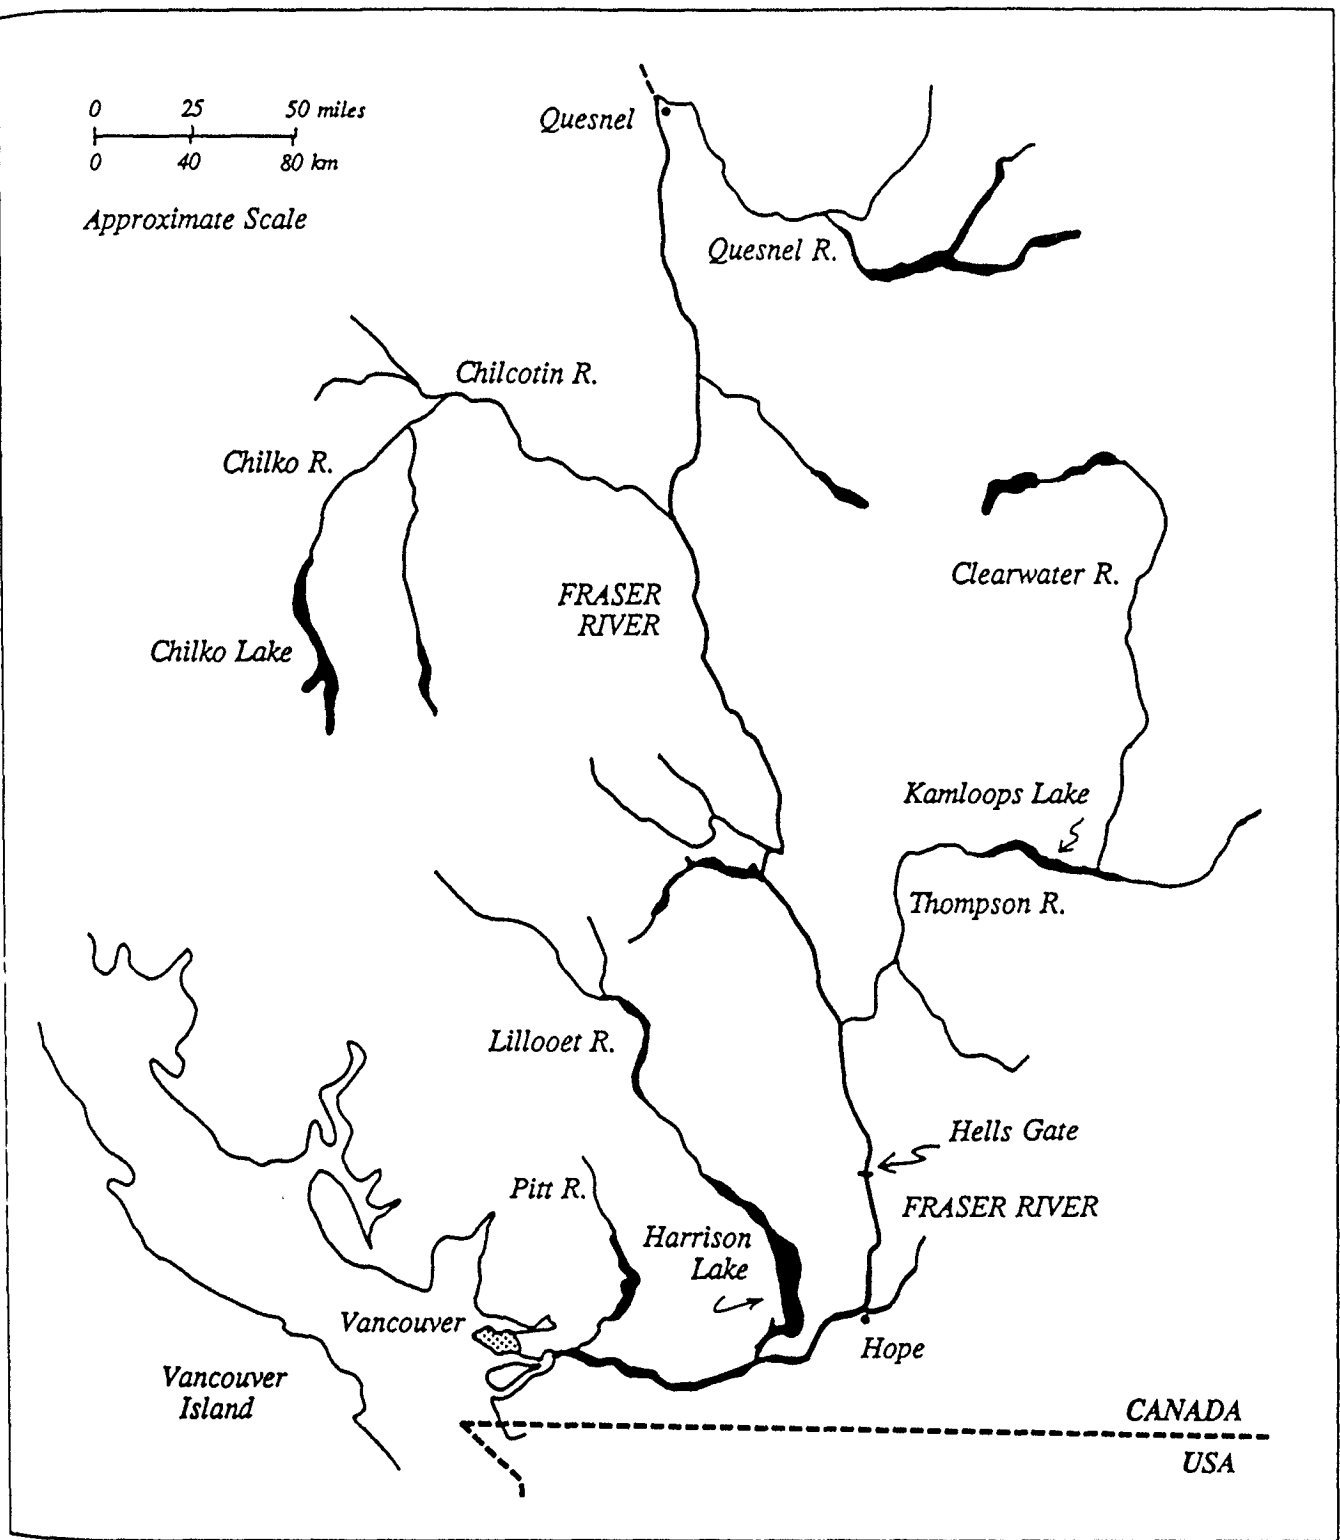 0 25 50 miles
0 40 80 km
Approximate Scale
Quesnel
Quesnel R.
Chilcotin R.
Chilko R.
Clearwater R.
FRASER
RIVER
Chilko Lake
Kamloops Lake
Thompson R.
Lillooet R.
Hells Gate
Pitt R.
FRASER RIVER
Harrison
Lake
Vancouver
Hope
Vancouver
Island
CANADA
USA